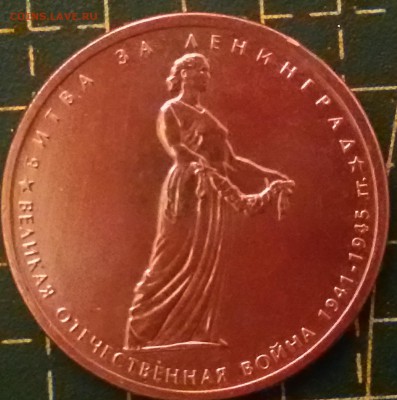 COINS.LAVE.RU
БИТВА ЗА ЛЕНИНГРАД
ВЕЛИКАЯ ОТЕЧЕСТВЕННАЯ ВОЙНА 1941-1945 гг.